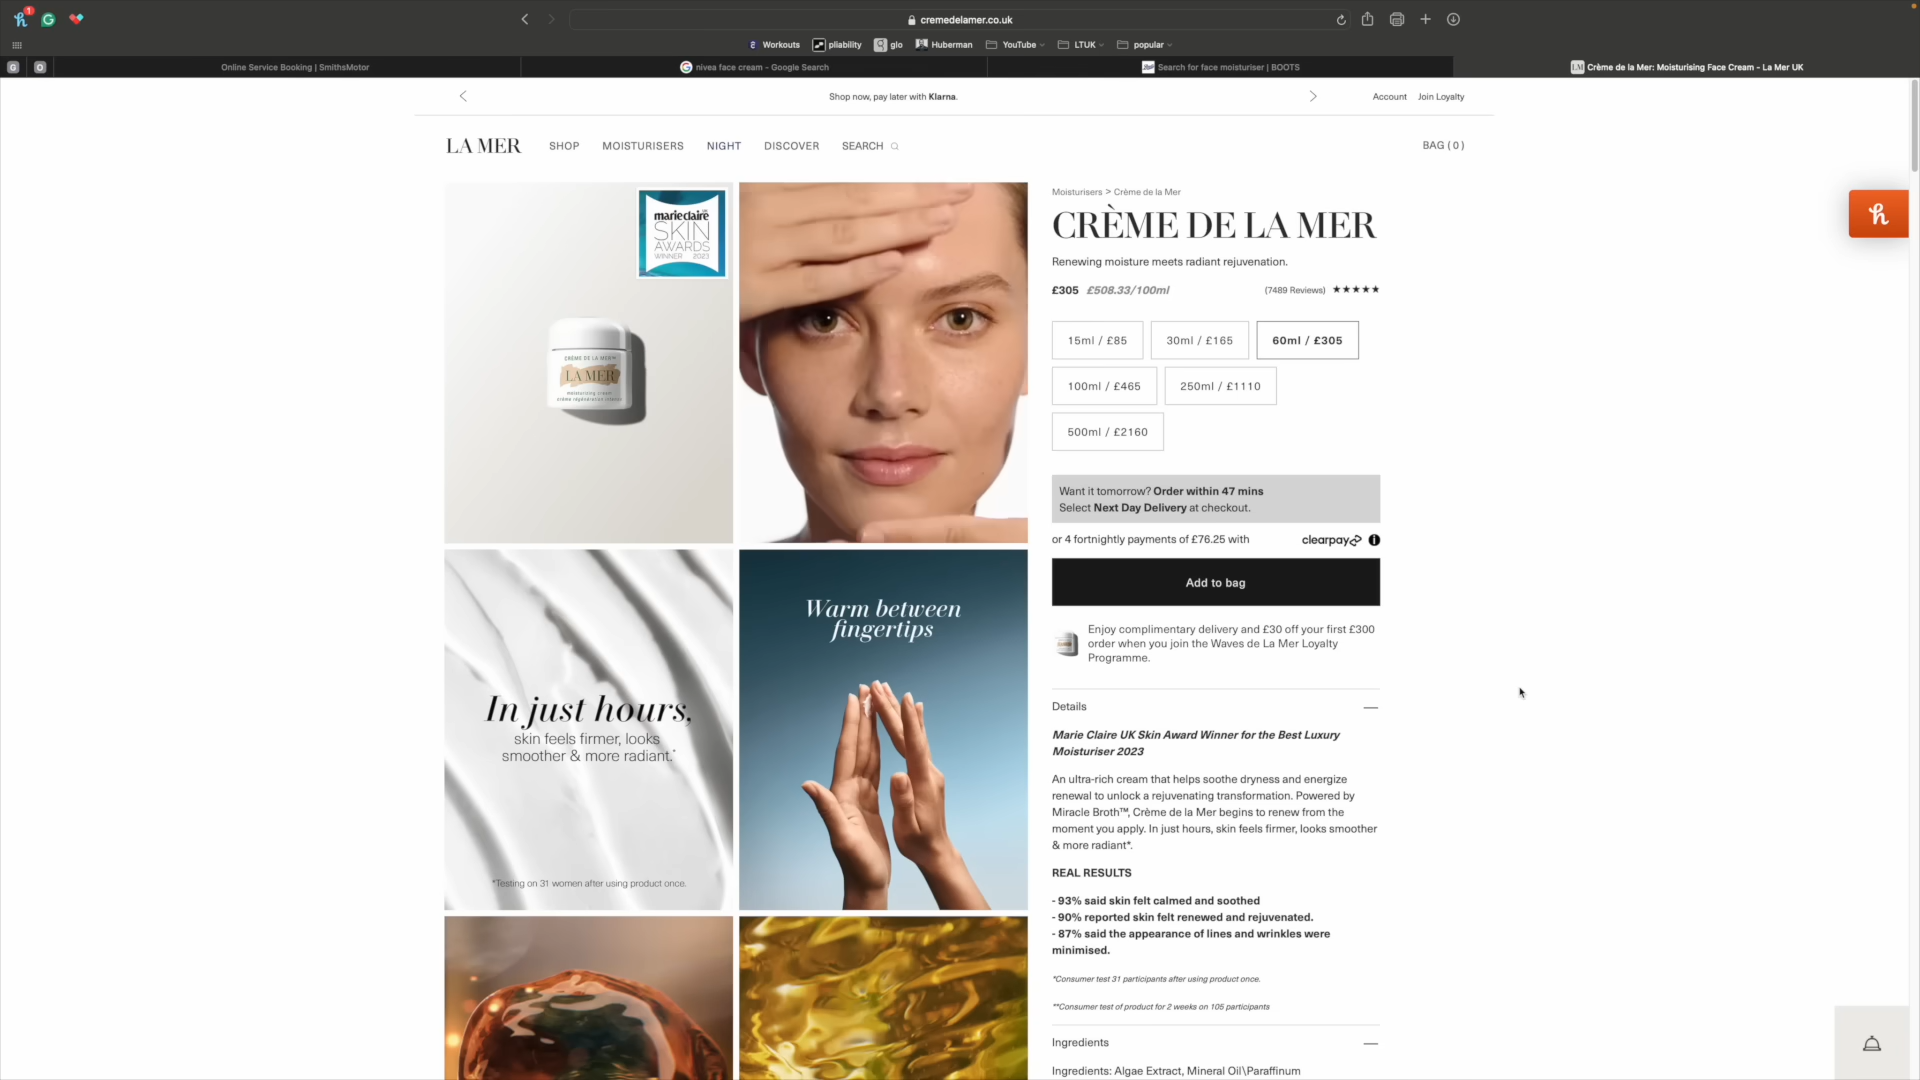 1
cremedelamer.co.uk
Workouts
pliability
glo
Huberman
YouTube
LTUK
popular
G
O
Online Service Booking | SmithsMotor
nivea face cream - Google Search
Search for face moisturiser | BOOTS
Crème de la Mer: Moisturising Face Cream - La Mer UK
Shop now, pay later with Klarna.
Account
Join Loyalty
LA MER
SHOP
MOISTURISERS
NIGHT
DISCOVER
SEARCH
BAG ( 0 )
marie claire
UK
SKIN
AWARDS
WINNER 2023
CRÈME DE LA MER™
LA MER
moisturizing cream
crème régénération intense
In just hours,
skin feels firmer, looks
smoother & more radiant.*
*Testing on 31 women after using product once.
Warm between
fingertips
Moisturisers > Crème de la Mer
CRÈME DE LA MER
Renewing moisture meets radiant rejuvenation.
£305 £508.33/100ml
(7489 Reviews) ★★★★★
15ml / £85
30ml / £165
60ml / £305
100ml / £465
250ml / £1110
500ml / £2160
Want it tomorrow? Order within 47 mins
Select Next Day Delivery at checkout.
or 4 fortnightly payments of £76.25 with
clearpay
Add to bag
Enjoy complimentary delivery and £30 off your first £300
order when you join the Waves de La Mer Loyalty
Programme.
Details
Marie Claire UK Skin Award Winner for the Best Luxury
Moisturiser 2023
An ultra-rich cream that helps soothe dryness and energize
renewal to unlock a rejuvenating transformation. Powered by
Miracle Broth™, Crème de la Mer begins to renew from the
moment you apply. In just hours, skin feels firmer, looks smoother
& more radiant*.
REAL RESULTS
- 93% said skin felt calmed and soothed
- 90% reported skin felt renewed and rejuvenated.
- 87% said the appearance of lines and wrinkles were
minimised.
*Consumer test 31 participants after using product once.
**Consumer test of product for 2 weeks on 105 participants
Ingredients
Ingredients: Algae Extract, Mineral Oil\Paraffinum